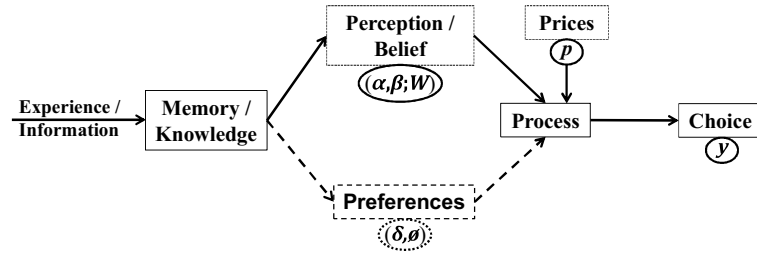 Experience /
Information
Memory /
Knowledge
Perception /
Belief
(α,β;W)
Preferences
(δ,ø)
Prices
p
Process
Choice
y